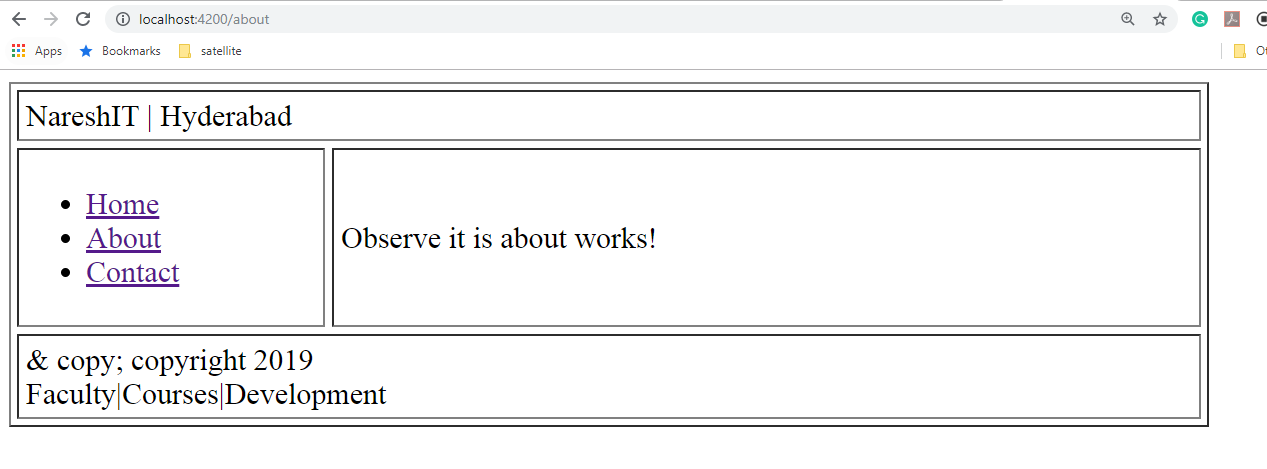 localhost:4200/about
Apps Bookmarks satellite Ot
NareshIT | Hyderabad
Home
About
Contact
Observe it is about works!
& copy; copyright 2019
Faculty|Courses|Development